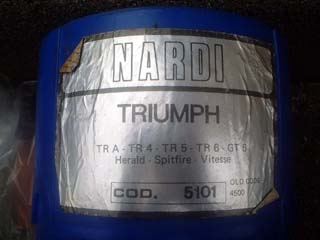 NARDI
TRIUMPH
TR A - TR 4 - TR 5 - TR 6 - GT 6
Herald - Spitfire - Vitesse
COD. 5101
OLD CODE
4500